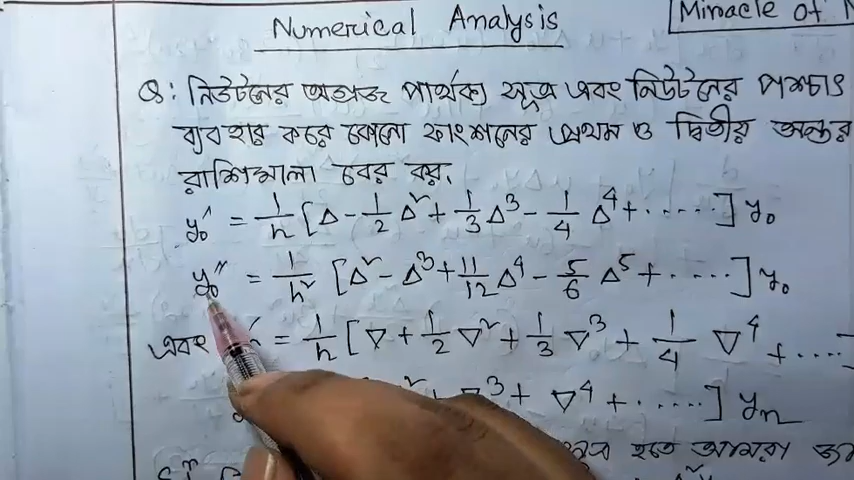 Numerical Analysis
Miracle of
Q: নিউটনের অগ্রজ পার্থক্য সূত্র এবং নিউটনের পশ্চাৎ
ব্যবহার করে কোনো ফাংশনের প্রথম ও দ্বিতীয় অন্তর
রাশিমালা বের কর.
y₀′ = 1/h [Δ - 1/2 Δ² + 1/3 Δ³ - 1/4 Δ⁴ + ......] y₀
y₀″ = 1/h² [Δ² - Δ³ + 11/12 Δ⁴ - 5/6 Δ⁵ + ......] y₀
এবং = 1/h [∇ + 1/2 ∇² + 1/3 ∇³ + 1/4 ∇⁴ + ....]
∇³ + ∇⁴ + ......] yₙ
হতে আমরা